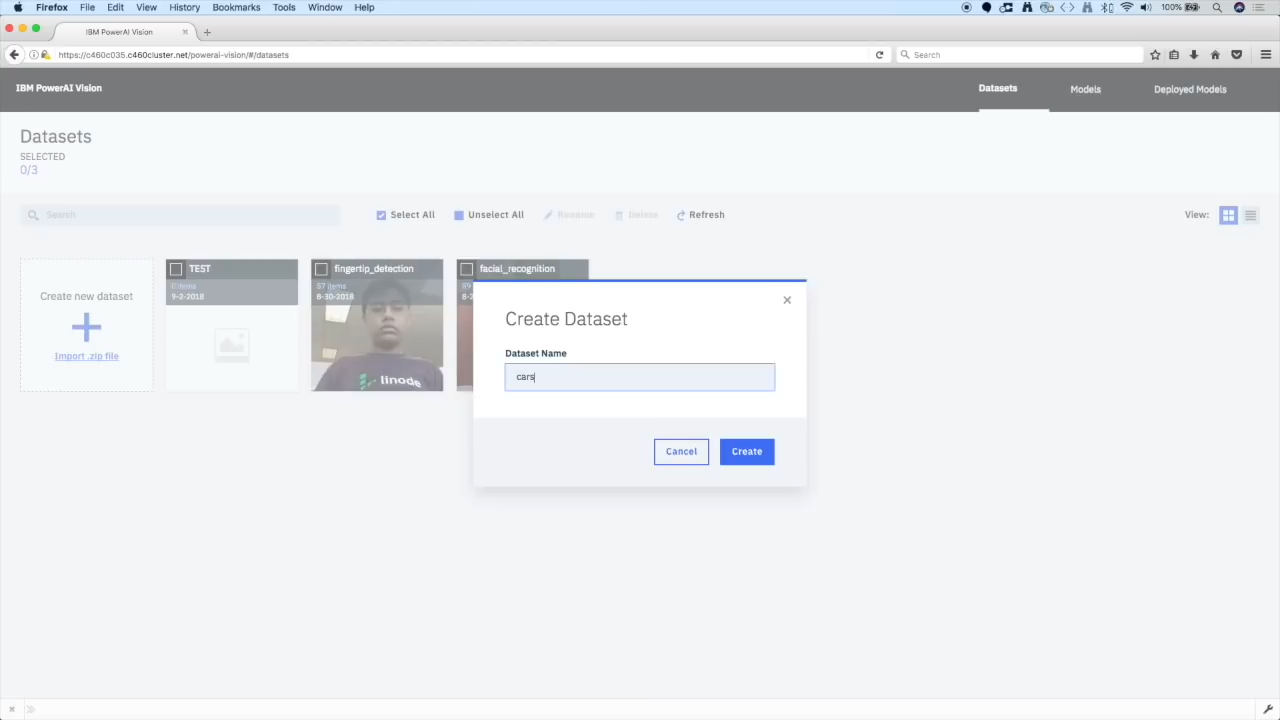 Firefox File Edit View History Bookmarks Tools Window Help 100%
IBM PowerAI Vision
https://c460c035.c460cluster.net/powerai-vision/#/datasets
Search
IBM PowerAI Vision
Datasets Models Deployed Models
Datasets
SELECTED
0/3
Search
Select All Unselect All Rename Delete Refresh
View:
Create new dataset
Import .zip file
TEST
9-2-2018
fingertip_detection
57 Items
8-30-2018
linode
facial_recognition
Create Dataset
Dataset Name
cars
Cancel Create